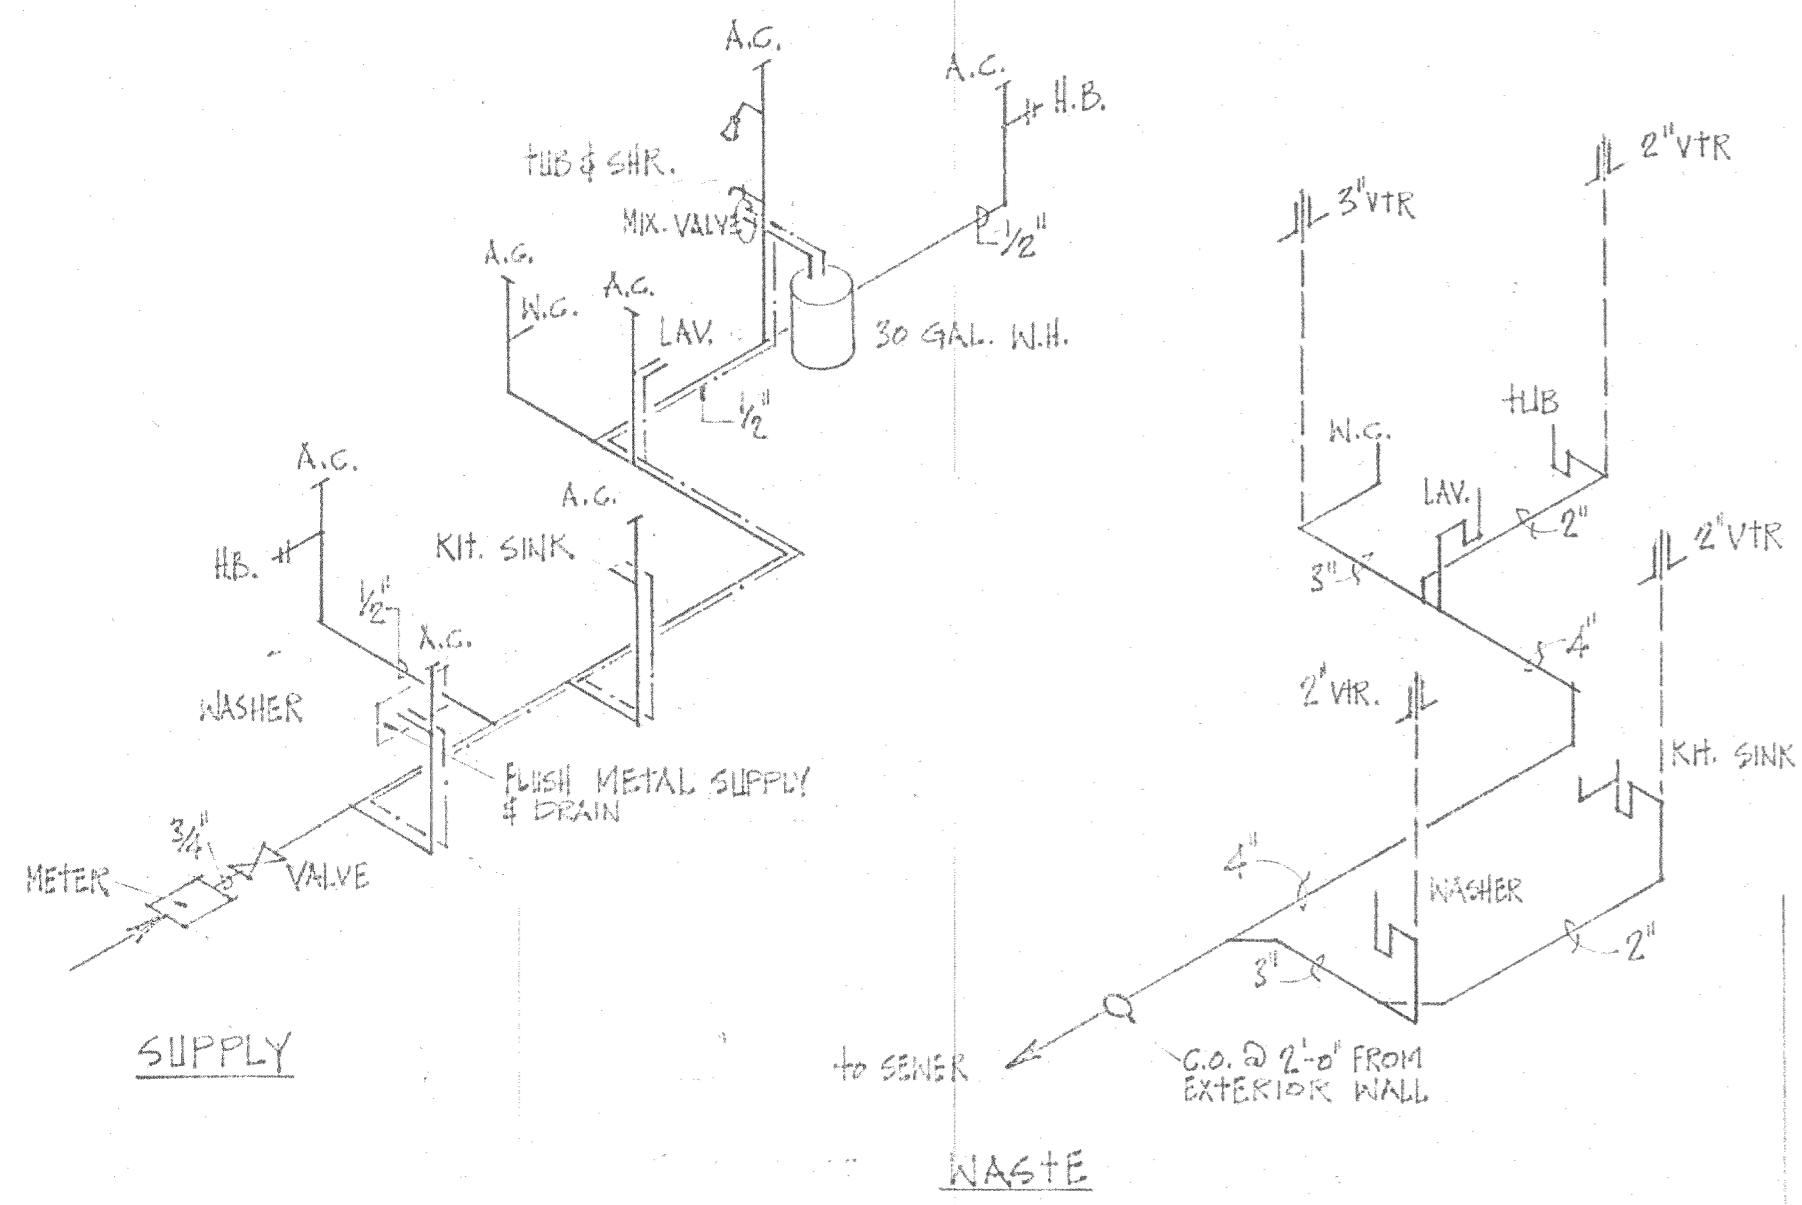 A.C.
A.C.
H.B.
TUB & SHR.
MIX. VALVE
1/2"
A.C.
W.C.
A.C.
LAV.
30 GAL. W.H.
1/2"
A.C.
H.B.
KIT. SINK
A.C.
1/2"
A.C.
WASHER
FLUSH METAL SUPPLY
& DRAIN
3/4"
METER
VALVE
SUPPLY
3" VTR
2" VTR
W.C.
TUB
LAV.
2"
3"
4"
2" VTR
2" VTR.
KIT. SINK
4"
WASHER
3"
2"
TO SEWER
C.O. @ 2'-0" FROM
EXTERIOR WALL
WASTE